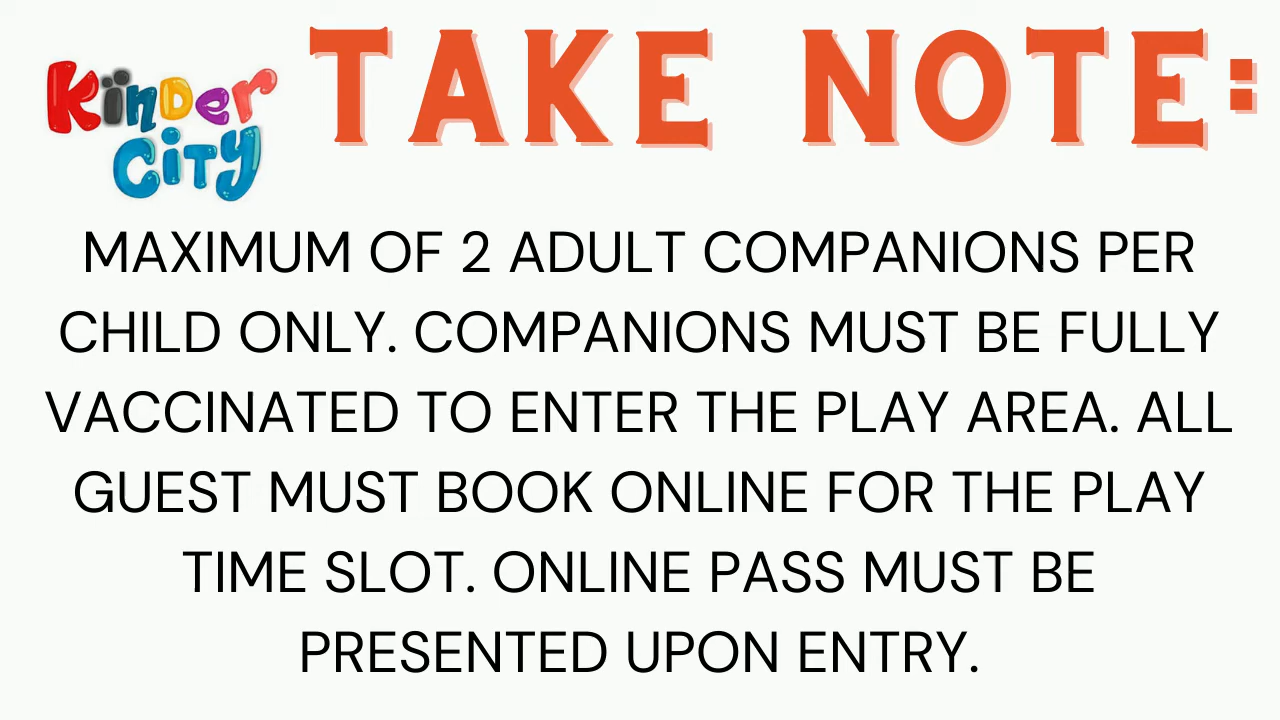 KiNDer
CiTY
TAKE NOTE:
MAXIMUM OF 2 ADULT COMPANIONS PER
CHILD ONLY. COMPANIONS MUST BE FULLY
VACCINATED TO ENTER THE PLAY AREA. ALL
GUEST MUST BOOK ONLINE FOR THE PLAY
TIME SLOT. ONLINE PASS MUST BE
PRESENTED UPON ENTRY.